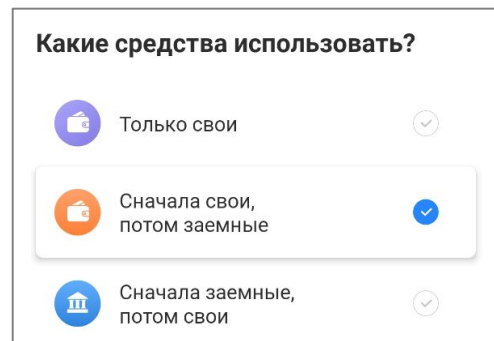 Какие средства использовать?
Только свои
Сначала свои,
потом заемные
Сначала заемные,
потом свои